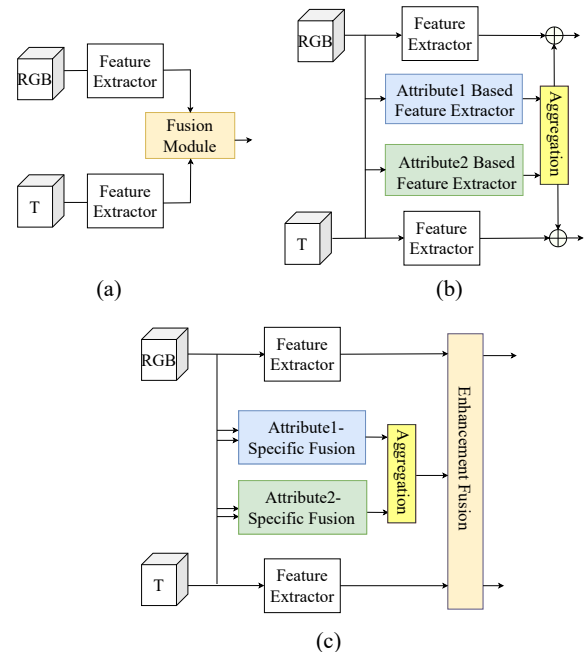 RGB
Feature
Extractor
Fusion
Module
T
Feature
Extractor
(a)
RGB
Feature
Extractor
Attribute1 Based
Feature Extractor
Attribute2 Based
Feature Extractor
Aggregation
T
Feature
Extractor
(b)
RGB
Feature
Extractor
Attribute1-
Specific Fusion
Attribute2-
Specific Fusion
Aggregation
Enhancement Fusion
T
Feature
Extractor
(c)